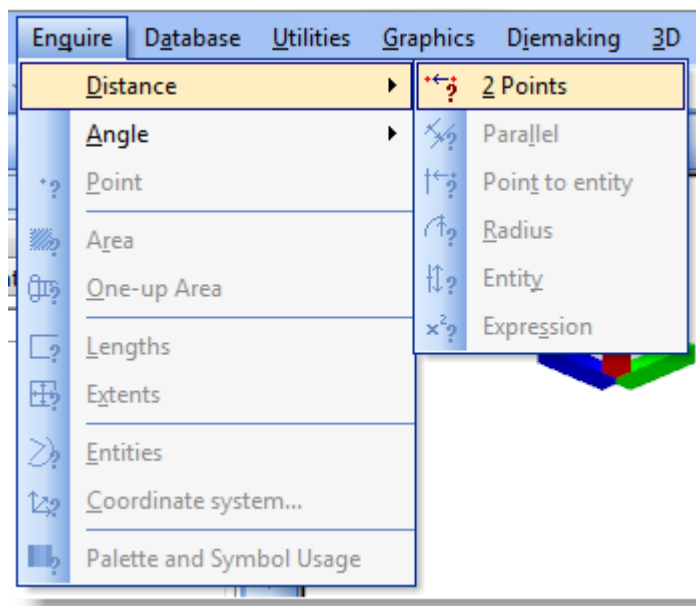 Enquire Database Utilities Graphics Diemaking 3D
Distance
Angle
Point
Area
One-up Area
Lengths
Extents
Entities
Coordinate system...
Palette and Symbol Usage
2 Points
Parallel
Point to entity
Radius
Entity
Expression